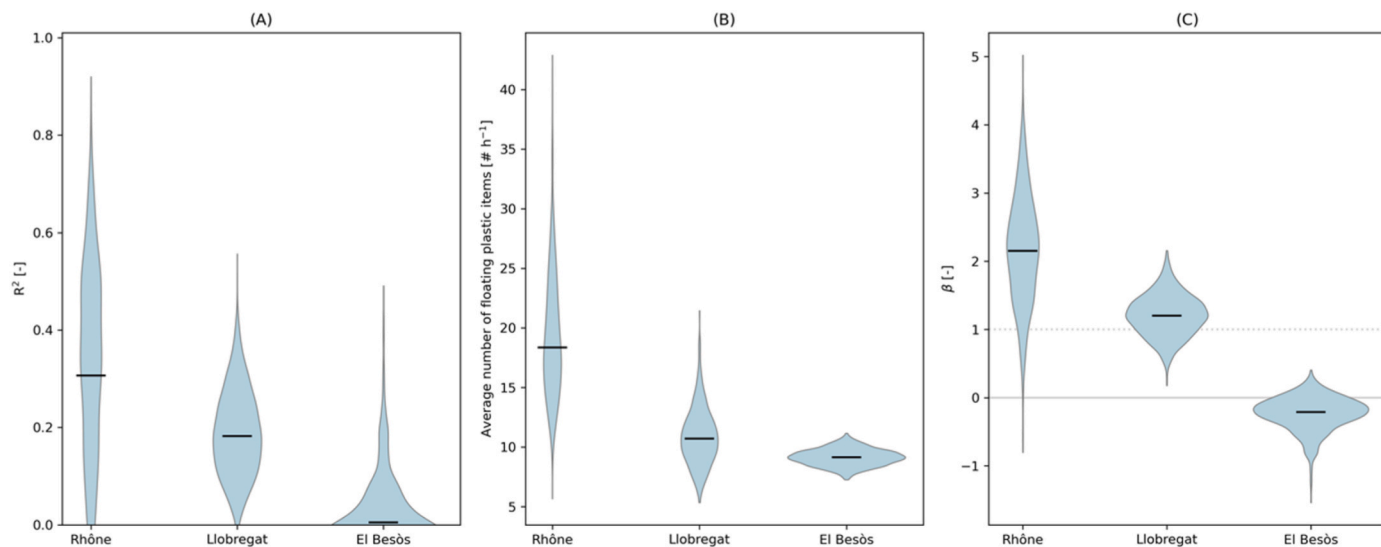 (A)
R² [-]
1.0
0.8
0.6
0.4
0.2
0.0
Rhône Llobregat El Besòs
(B)
Average number of floating plastic items [# h⁻¹]
40
35
30
25
20
15
10
5
Rhône Llobregat El Besòs
(C)
β [-]
5
4
3
2
1
0
−1
Rhône Llobregat El Besòs